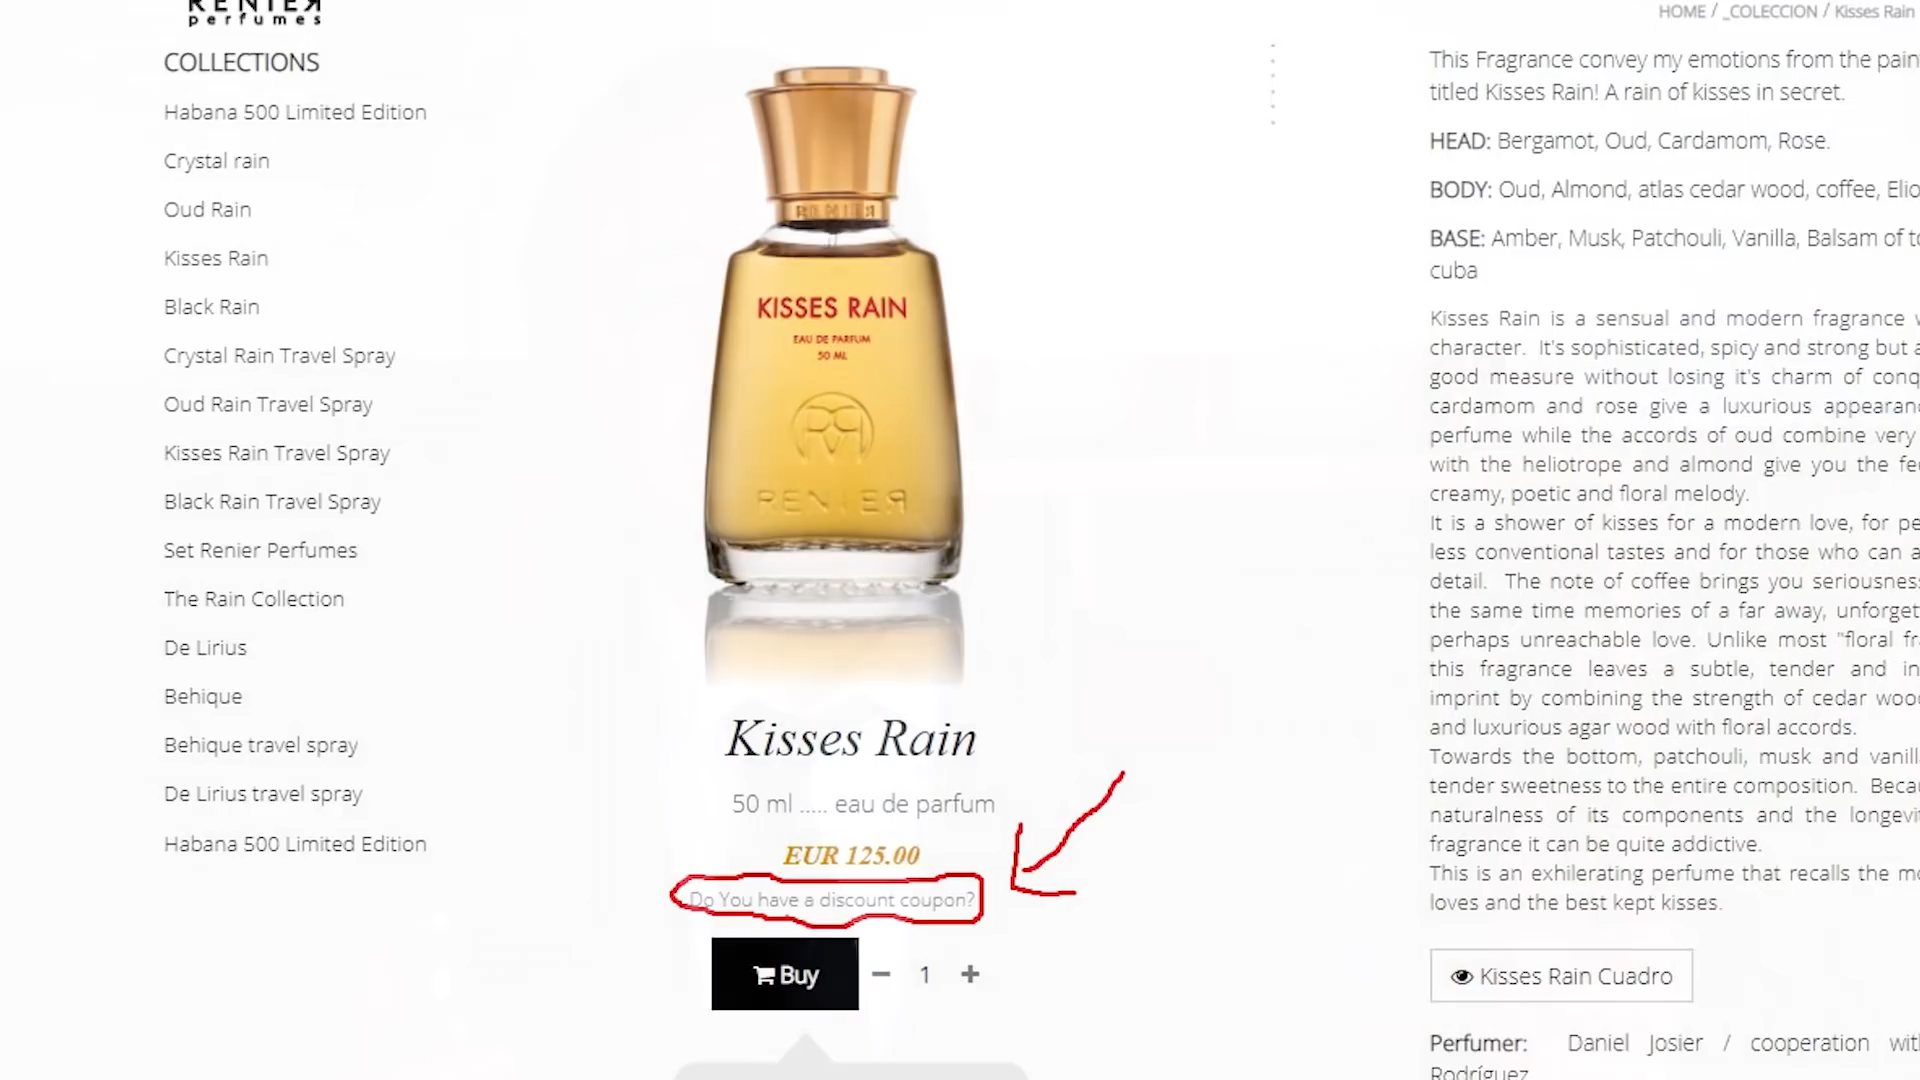 RENIER
perfumes
HOME / _COLECCION / Kisses Rain
COLLECTIONS
Habana 500 Limited Edition
Crystal rain
Oud Rain
Kisses Rain
Black Rain
Crystal Rain Travel Spray
Oud Rain Travel Spray
Kisses Rain Travel Spray
Black Rain Travel Spray
Set Renier Perfumes
The Rain Collection
De Lirius
Behique
Behique travel spray
De Lirius travel spray
Habana 500 Limited Edition
RENIER
KISSES RAIN
EAU DE PARFUM
50 ML
RENIER
Kisses Rain
50 ml ..... eau de parfum
EUR 125.00
Do You have a discount coupon?
Buy
1
This Fragrance convey my emotions from the
titled Kisses Rain! A rain of kisses in secret.
HEAD: Bergamot, Oud, Cardamom, Rose.
BODY: Oud, Almond, atlas cedar wood, coffee,
BASE: Amber, Musk, Patchouli, Vanilla, Balsam of
cuba
Kisses Rain is a sensual and modern fragrance
character. It's sophisticated, spicy and strong but
good measure without losing it's charm of
cardamom and rose give a luxurious
perfume while the accords of oud combine very
with the heliotrope and almond give you the
creamy, poetic and floral melody.
It is a shower of kisses for a modern love, for
less conventional tastes and for those who can
detail. The note of coffee brings you
the same time memories of a far away,
perhaps unreachable love. Unlike most "floral
this fragrance leaves a subtle, tender and
imprint by combining the strength of cedar
and luxurious agar wood with floral accords.
Towards the bottom, patchouli, musk and
tender sweetness to the entire composition.
naturalness of its components and the
fragrance it can be quite addictive.
This is an exhilerating perfume that recalls the
loves and the best kept kisses.
Kisses Rain Cuadro
Perfumer: Daniel Josier / cooperation
Rodríguez